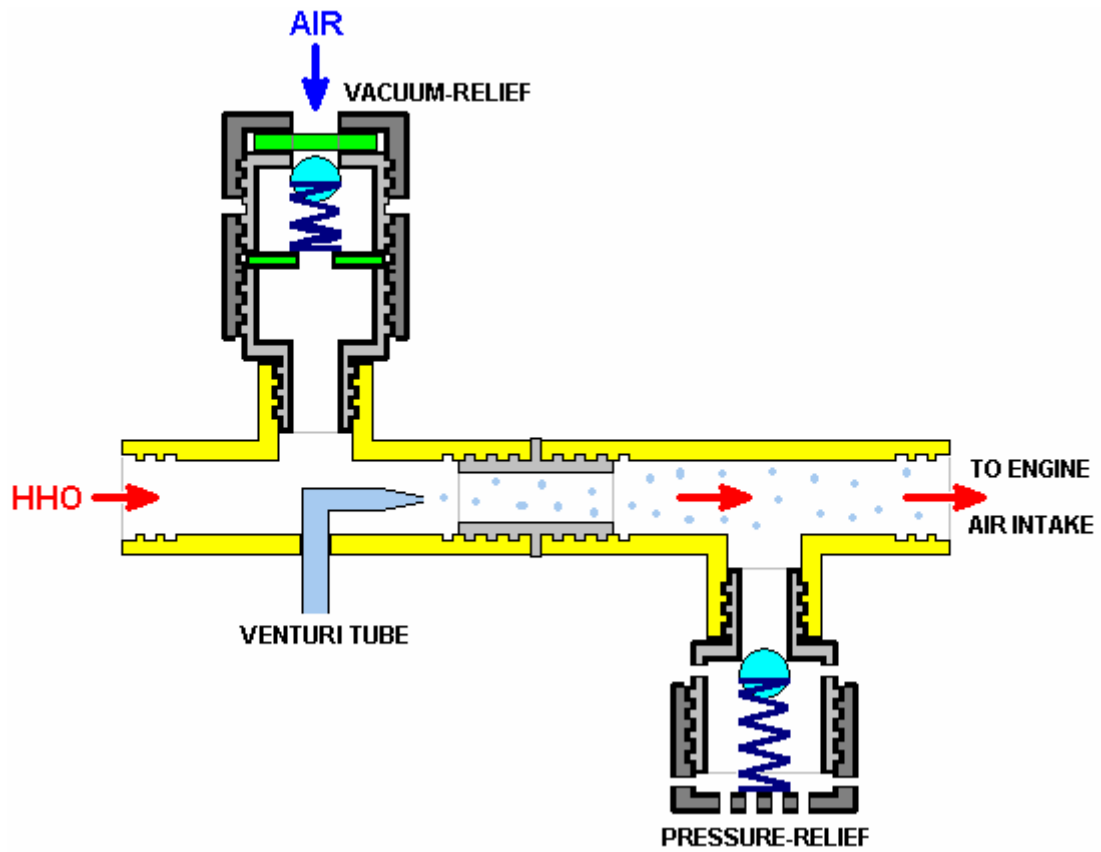 AIR
VACUUM-RELIEF
HHO
TO ENGINE
AIR INTAKE
VENTURI TUBE
PRESSURE-RELIEF